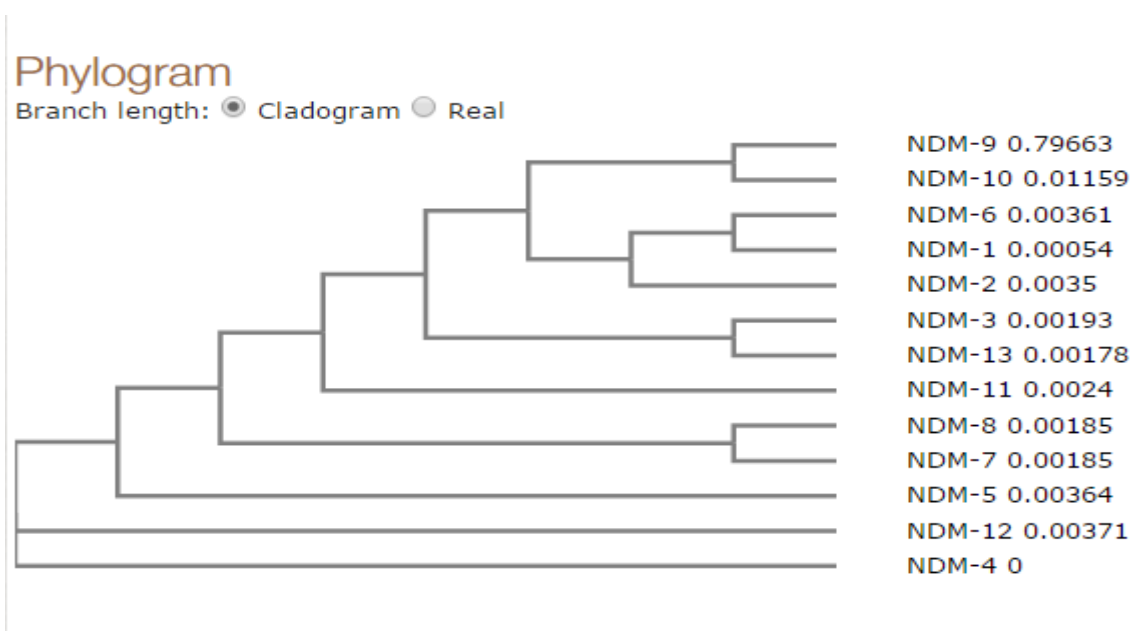 Phylogram
Branch length: Cladogram Real
NDM-9 0.79663
NDM-10 0.01159
NDM-6 0.00361
NDM-1 0.00054
NDM-2 0.0035
NDM-3 0.00193
NDM-13 0.00178
NDM-11 0.0024
NDM-8 0.00185
NDM-7 0.00185
NDM-5 0.00364
NDM-12 0.00371
NDM-4 0